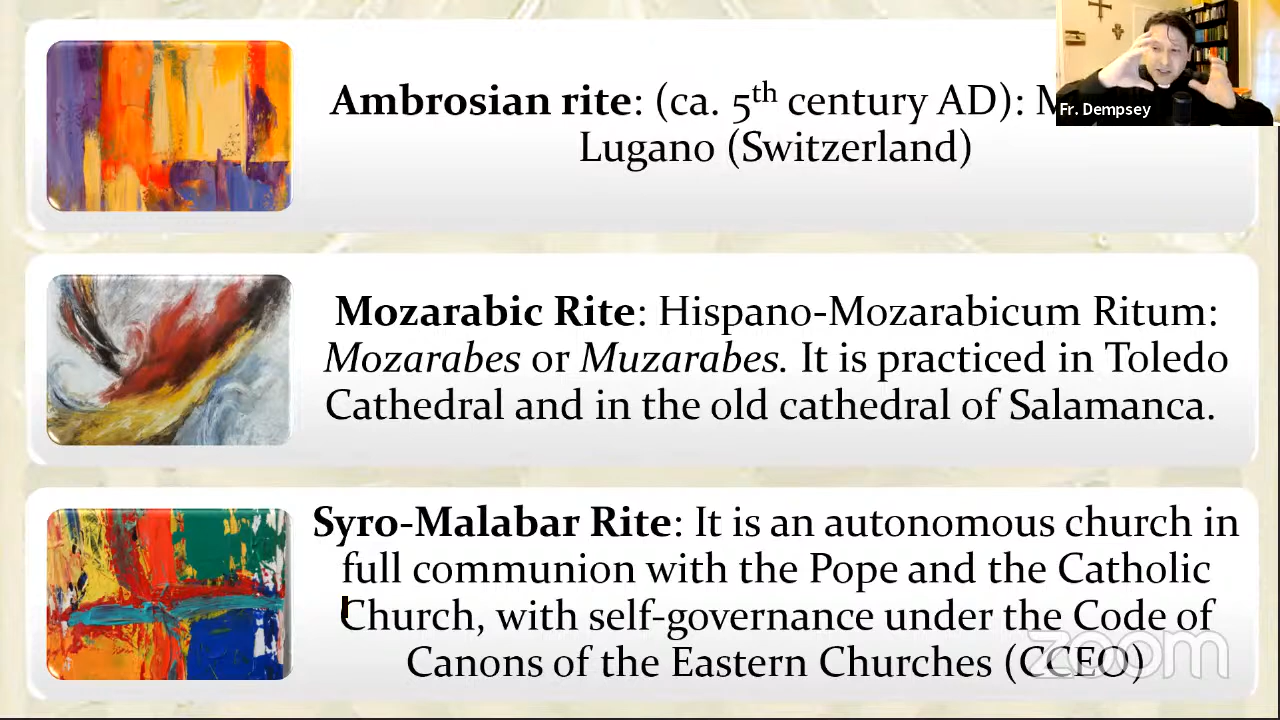 Ambrosian rite: (ca. 5th century AD): M
Lugano (Switzerland)
Fr. Dempsey
Mozarabic Rite: Hispano-Mozarabicum Ritum:
Mozarabes or Muzarabes. It is practiced in Toledo
Cathedral and in the old cathedral of Salamanca.
Syro-Malabar Rite: It is an autonomous church in
full communion with the Pope and the Catholic
Church, with self-governance under the Code of
Canons of the Eastern Churches (CCEO)
zoom